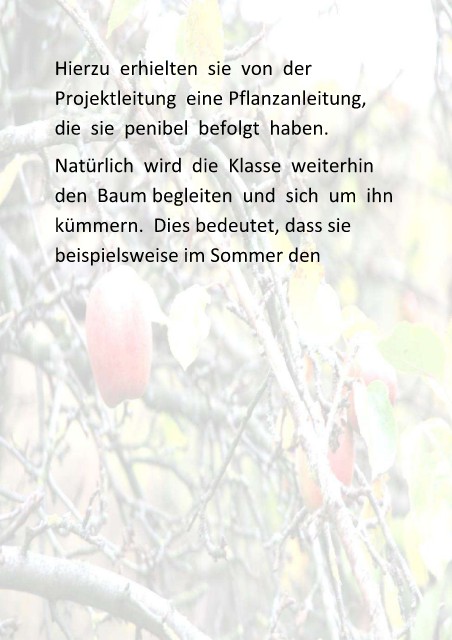 Hierzu erhielten sie von der
Projektleitung eine Pflanzanleitung,
die sie penibel befolgt haben.
Natürlich wird die Klasse weiterhin
den Baum begleiten und sich um ihn
kümmern. Dies bedeutet, dass sie
beispielsweise im Sommer den